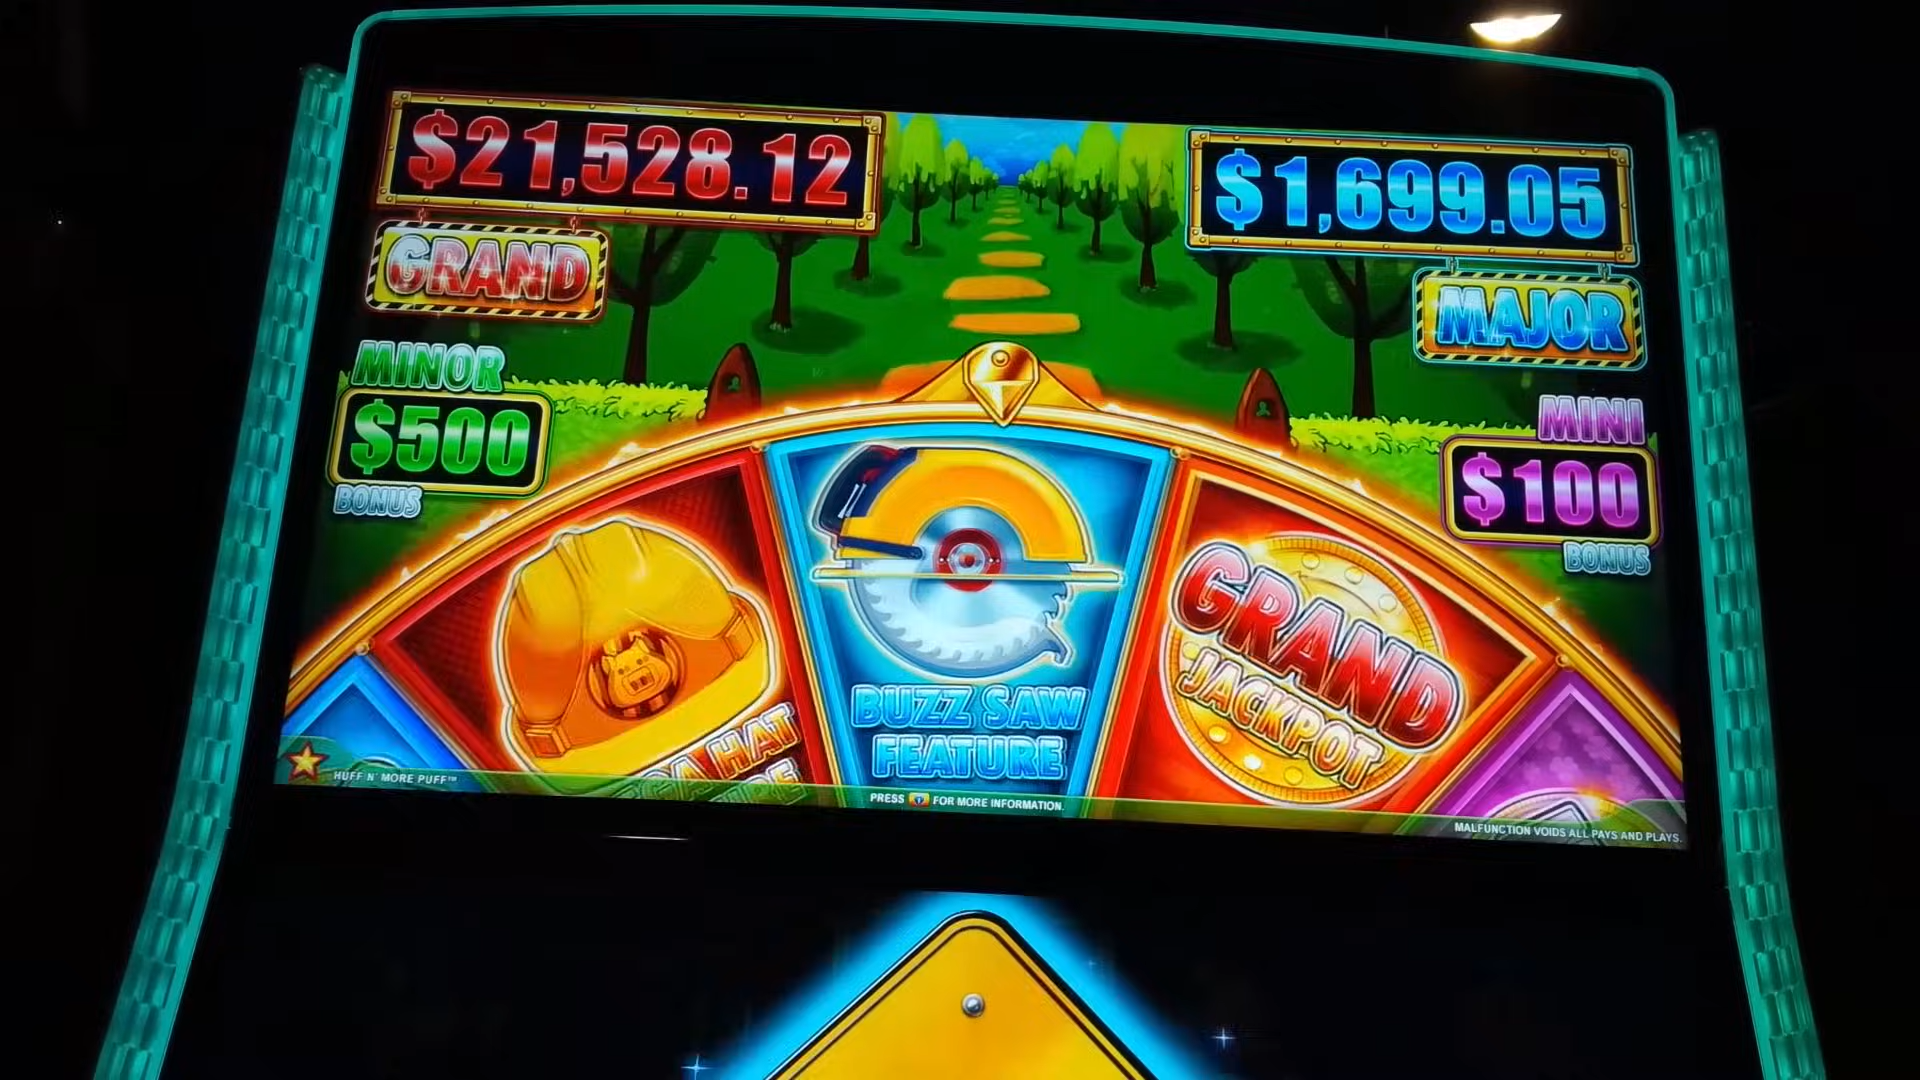 $21,528.12
GRAND
$1,699.05
MAJOR
MINOR
$500
BONUS
MINI
$100
BONUS
HAT
BUZZ SAW
FEATURE
GRAND
JACKPOT
HUFF N' MORE PUFF™
PRESS FOR MORE INFORMATION.
MALFUNCTION VOIDS ALL PAYS AND PLAYS.